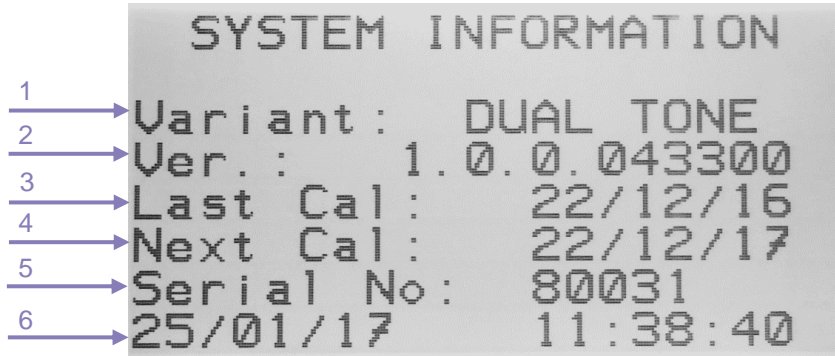 SYSTEM INFORMATION
1 Variant: DUAL TONE
2 Ver.: 1.0.0.043300
3 Last Cal: 22/12/16
4 Next Cal: 22/12/17
5 Serial No: 80031
6 25/01/17 11:38:40